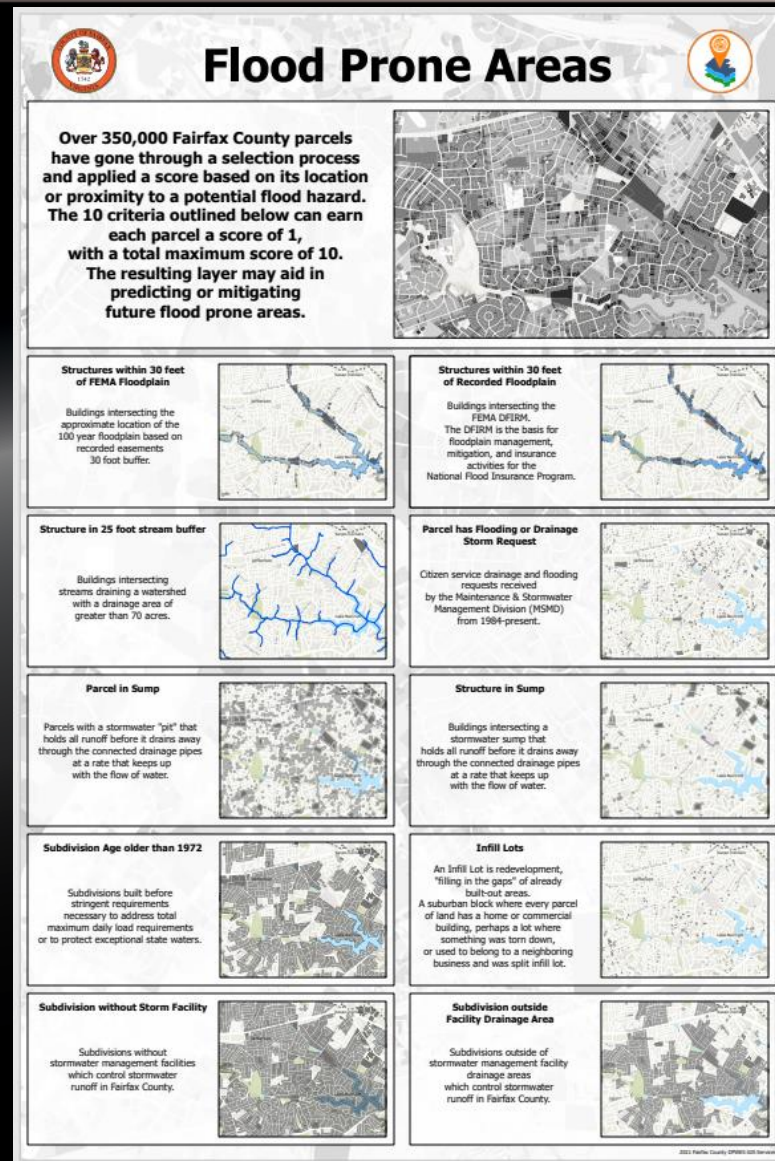 COUNTY OF FAIRFAX
1742
VIRGINIA
Flood Prone Areas
Over 350,000 Fairfax County parcels
have gone through a selection process
and applied a score based on its location
or proximity to a potential flood hazard.
The 10 criteria outlined below can earn
each parcel a score of 1,
with a total maximum score of 10.
The resulting layer may aid in
predicting or mitigating
future flood prone areas.
Structures within 30 feet
of FEMA Floodplain
Buildings intersecting the
approximate location of the
100 year floodplain based on
recorded easements
30 foot buffer.
Structures within 30 feet
of Recorded Floodplain
Buildings intersecting the
FEMA DFIRM.
The DFIRM is the basis for
floodplain management,
mitigation, and insurance
activities for the
National Flood Insurance Program.
Structure in 25 foot stream buffer
Buildings intersecting
streams draining a watershed
with a drainage area of
greater than 70 acres.
Parcel has Flooding or Drainage
Storm Request
Citizen service drainage and flooding
requests received
by the Maintenance & Stormwater
Management Division (MSMD)
from 1984-present.
Parcel in Sump
Parcels with a stormwater "pit" that
holds all runoff before it drains away
through the connected drainage pipes
at a rate that keeps up
with the flow of water.
Structure in Sump
Buildings intersecting a
stormwater sump that
holds all runoff before it drains away
through the connected drainage pipes
at a rate that keeps up
with the flow of water.
Subdivision Age older than 1972
Subdivisions built before
stringent requirements
necessary to address total
maximum daily load requirements
or to protect exceptional state waters.
Infill Lots
An Infill Lot is redevelopment,
"filling in the gaps" of already
built-out areas.
A suburban block where every parcel
of land has a home or commercial
building, perhaps a lot where
something was torn down,
or used to belong to a neighboring
business and was split infill lot.
Subdivision without Storm Facility
Subdivisions without
stormwater management facilities
which control stormwater
runoff in Fairfax County.
Subdivision outside
Facility Drainage Area
Subdivisions outside of
stormwater management facility
drainage areas
which control stormwater
runoff in Fairfax County.
2021 Fairfax County DPWES GIS Services